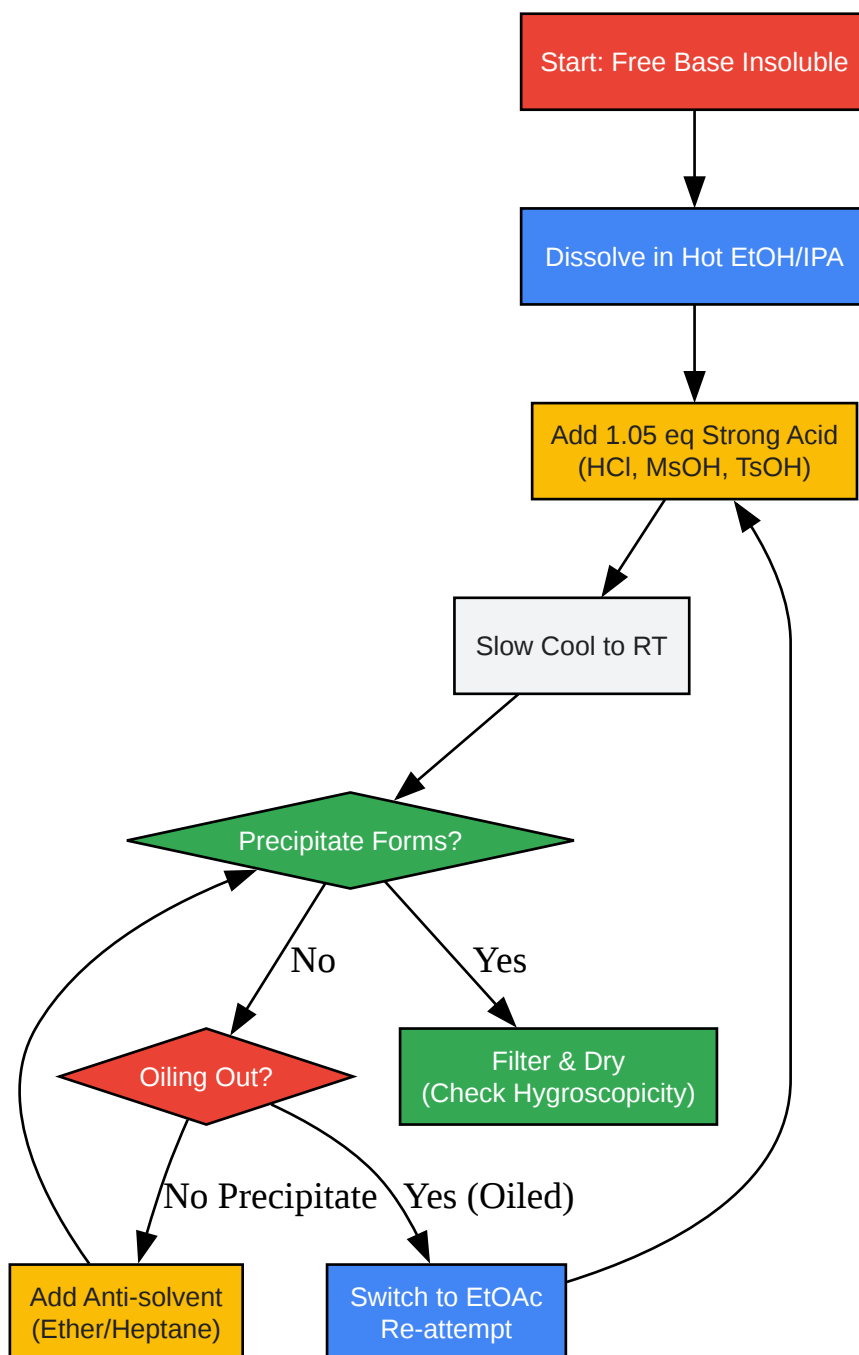 Start: Free Base Insoluble
Dissolve in Hot EtOH/IPA
Add 1.05 eq Strong Acid
(HCl, MsOH, TsOH)
Slow Cool to RT
Precipitate Forms?
No
Yes
Oiling Out?
Filter & Dry
(Check Hygroscopicity)
No Precipitate
Yes (Oiled)
Add Anti-solvent
(Ether/Heptane)
Switch to EtOAc
Re-attempt